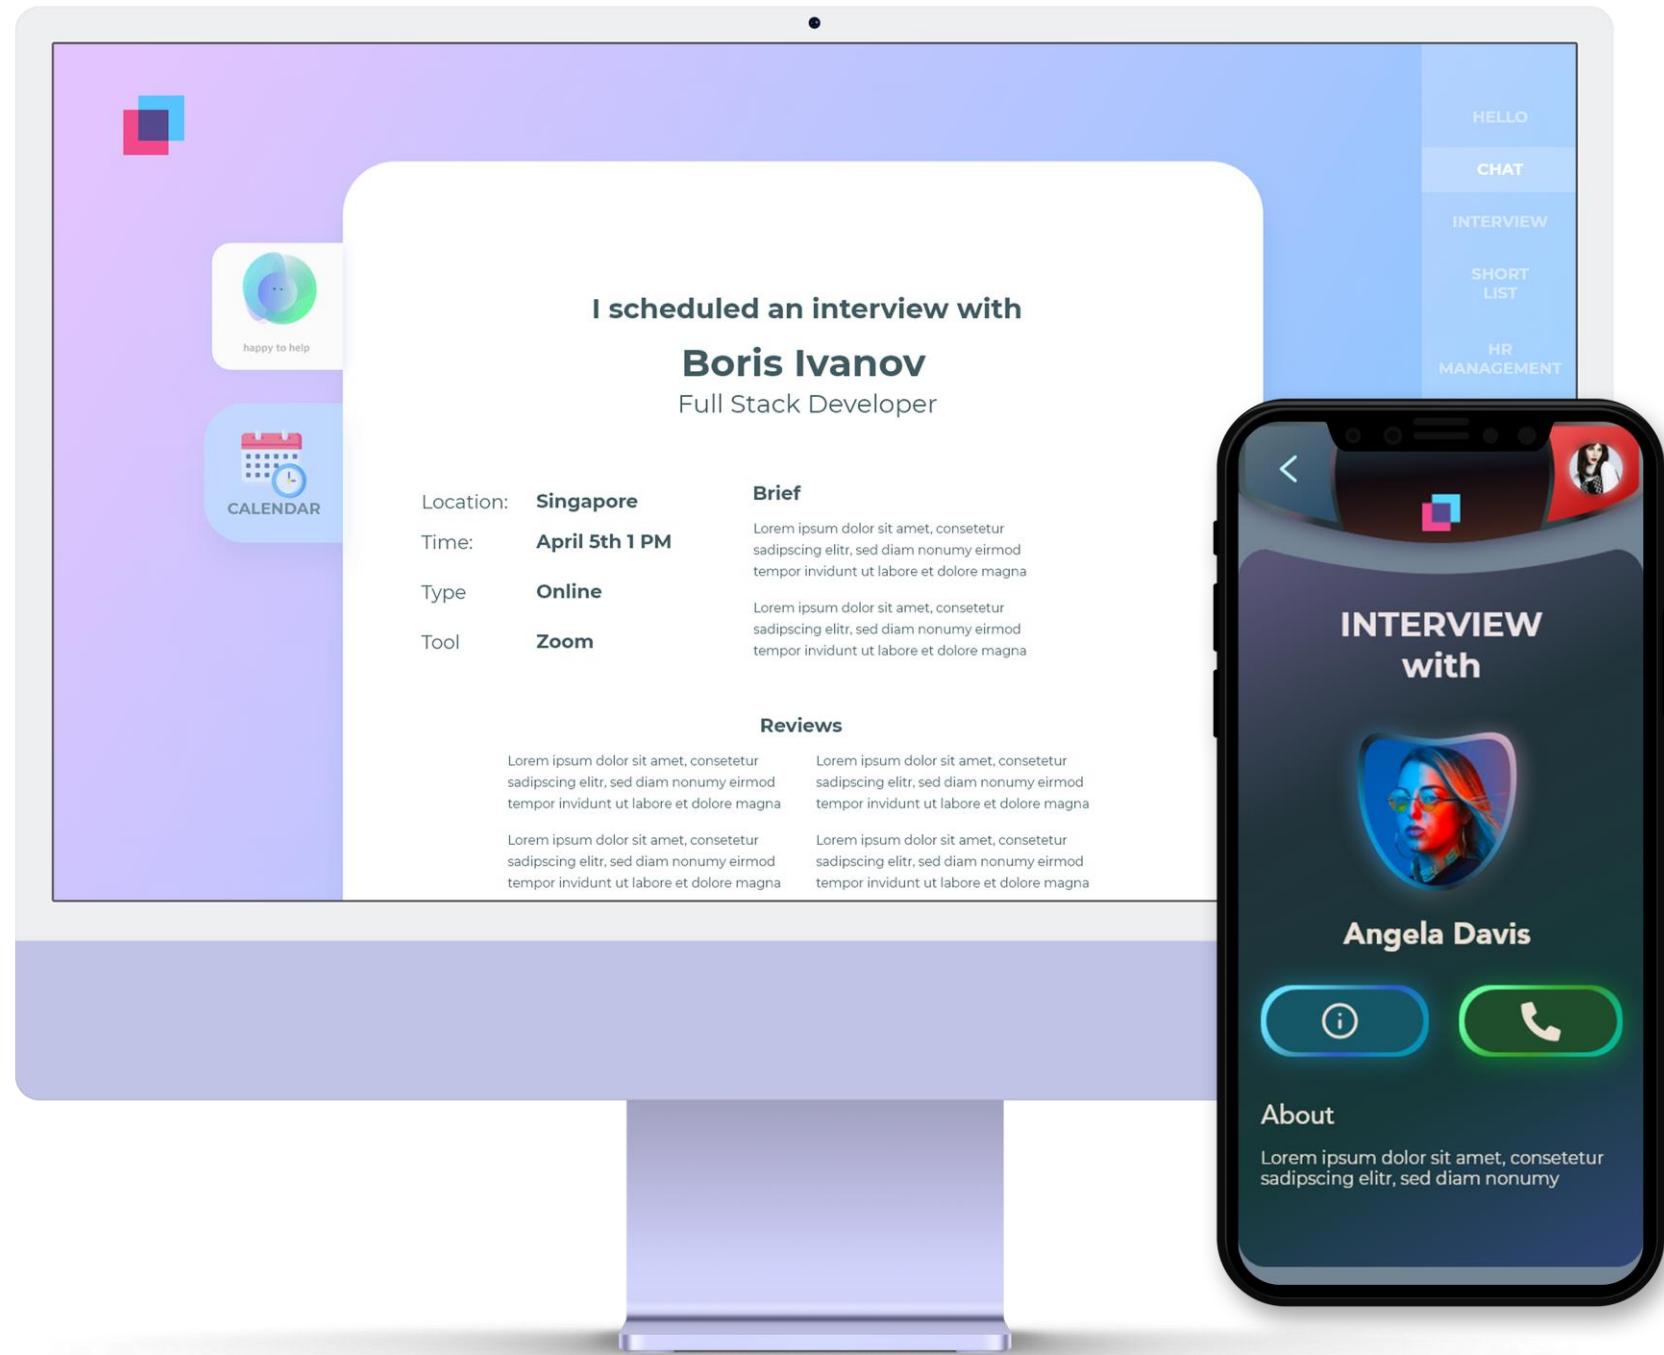 HELLO
CHAT
INTERVIEW
SHORT
LIST
HR
MANAGEMENT
happy to help
CALENDAR
I scheduled an interview with
Boris Ivanov
Full Stack Developer
Location: Singapore
Time: April 5th 1 PM
Type Online
Tool Zoom
Brief
Lorem ipsum dolor sit amet, consetetur
sadipscing elitr, sed diam nonumy eirmod
tempor invidunt ut labore et dolore magna
Lorem ipsum dolor sit amet, consetetur
sadipscing elitr, sed diam nonumy eirmod
tempor invidunt ut labore et dolore magna
Reviews
Lorem ipsum dolor sit amet, consetetur
sadipscing elitr, sed diam nonumy eirmod
tempor invidunt ut labore et dolore magna
Lorem ipsum dolor sit amet, consetetur
sadipscing elitr, sed diam nonumy eirmod
tempor invidunt ut labore et dolore magna
Lorem ipsum dolor sit amet, consetetur
sadipscing elitr, sed diam nonumy eirmod
tempor invidunt ut labore et dolore magna
Lorem ipsum dolor sit amet, consetetur
sadipscing elitr, sed diam nonumy eirmod
tempor invidunt ut labore et dolore magna
INTERVIEW
with
Angela Davis
About
Lorem ipsum dolor sit amet, consetetur
sadipscing elitr, sed diam nonumy